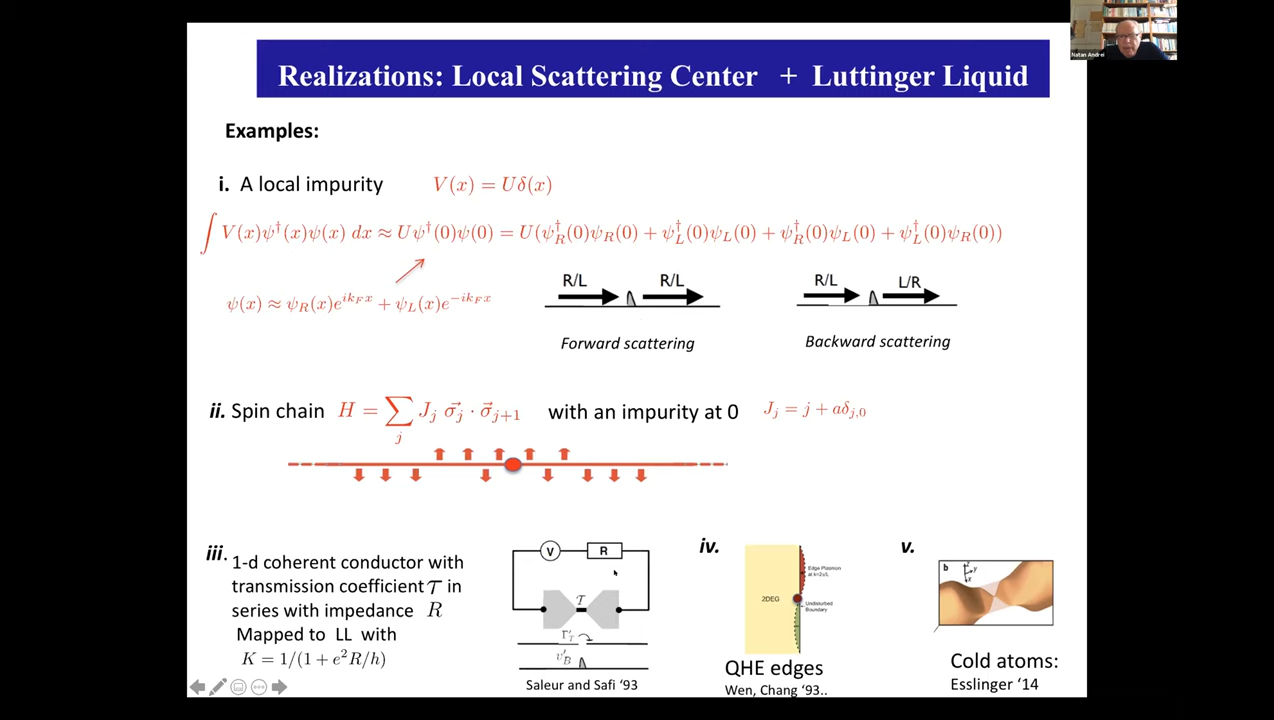 Natan Andrei
Realizations: Local Scattering Center + Luttinger Liquid
Examples:
i. A local impurity V(x) = Uδ(x)
∫ V(x)ψ†(x)ψ(x) dx ≈ Uψ†(0)ψ(0) = U(ψ†_R(0)ψ_R(0) + ψ†_L(0)ψ_L(0) + ψ†_R(0)ψ_L(0) + ψ†_L(0)ψ_R(0))
ψ(x) ≈ ψ_R(x)e^{ik_F x} + ψ_L(x)e^{-ik_F x}
R/L R/L
Forward scattering
R/L L/R
Backward scattering
ii. Spin chain H = ∑_j J_j σ⃗_j · σ⃗_{j+1} with an impurity at 0 J_j = j + aδ_{j,0}
iii. 1-d coherent conductor with
transmission coefficient τ in
series with impedance R
Mapped to LL with
K = 1/(1 + e²R/h)
V R
T
Γ'_T
v'_B
Saleur and Safi '93
iv.
2DEG
Edge Plasmon
Undisturbed
Boundary
QHE edges
Wen, Chang '93..
v.
b
z
y
x
Cold atoms:
Esslinger '14